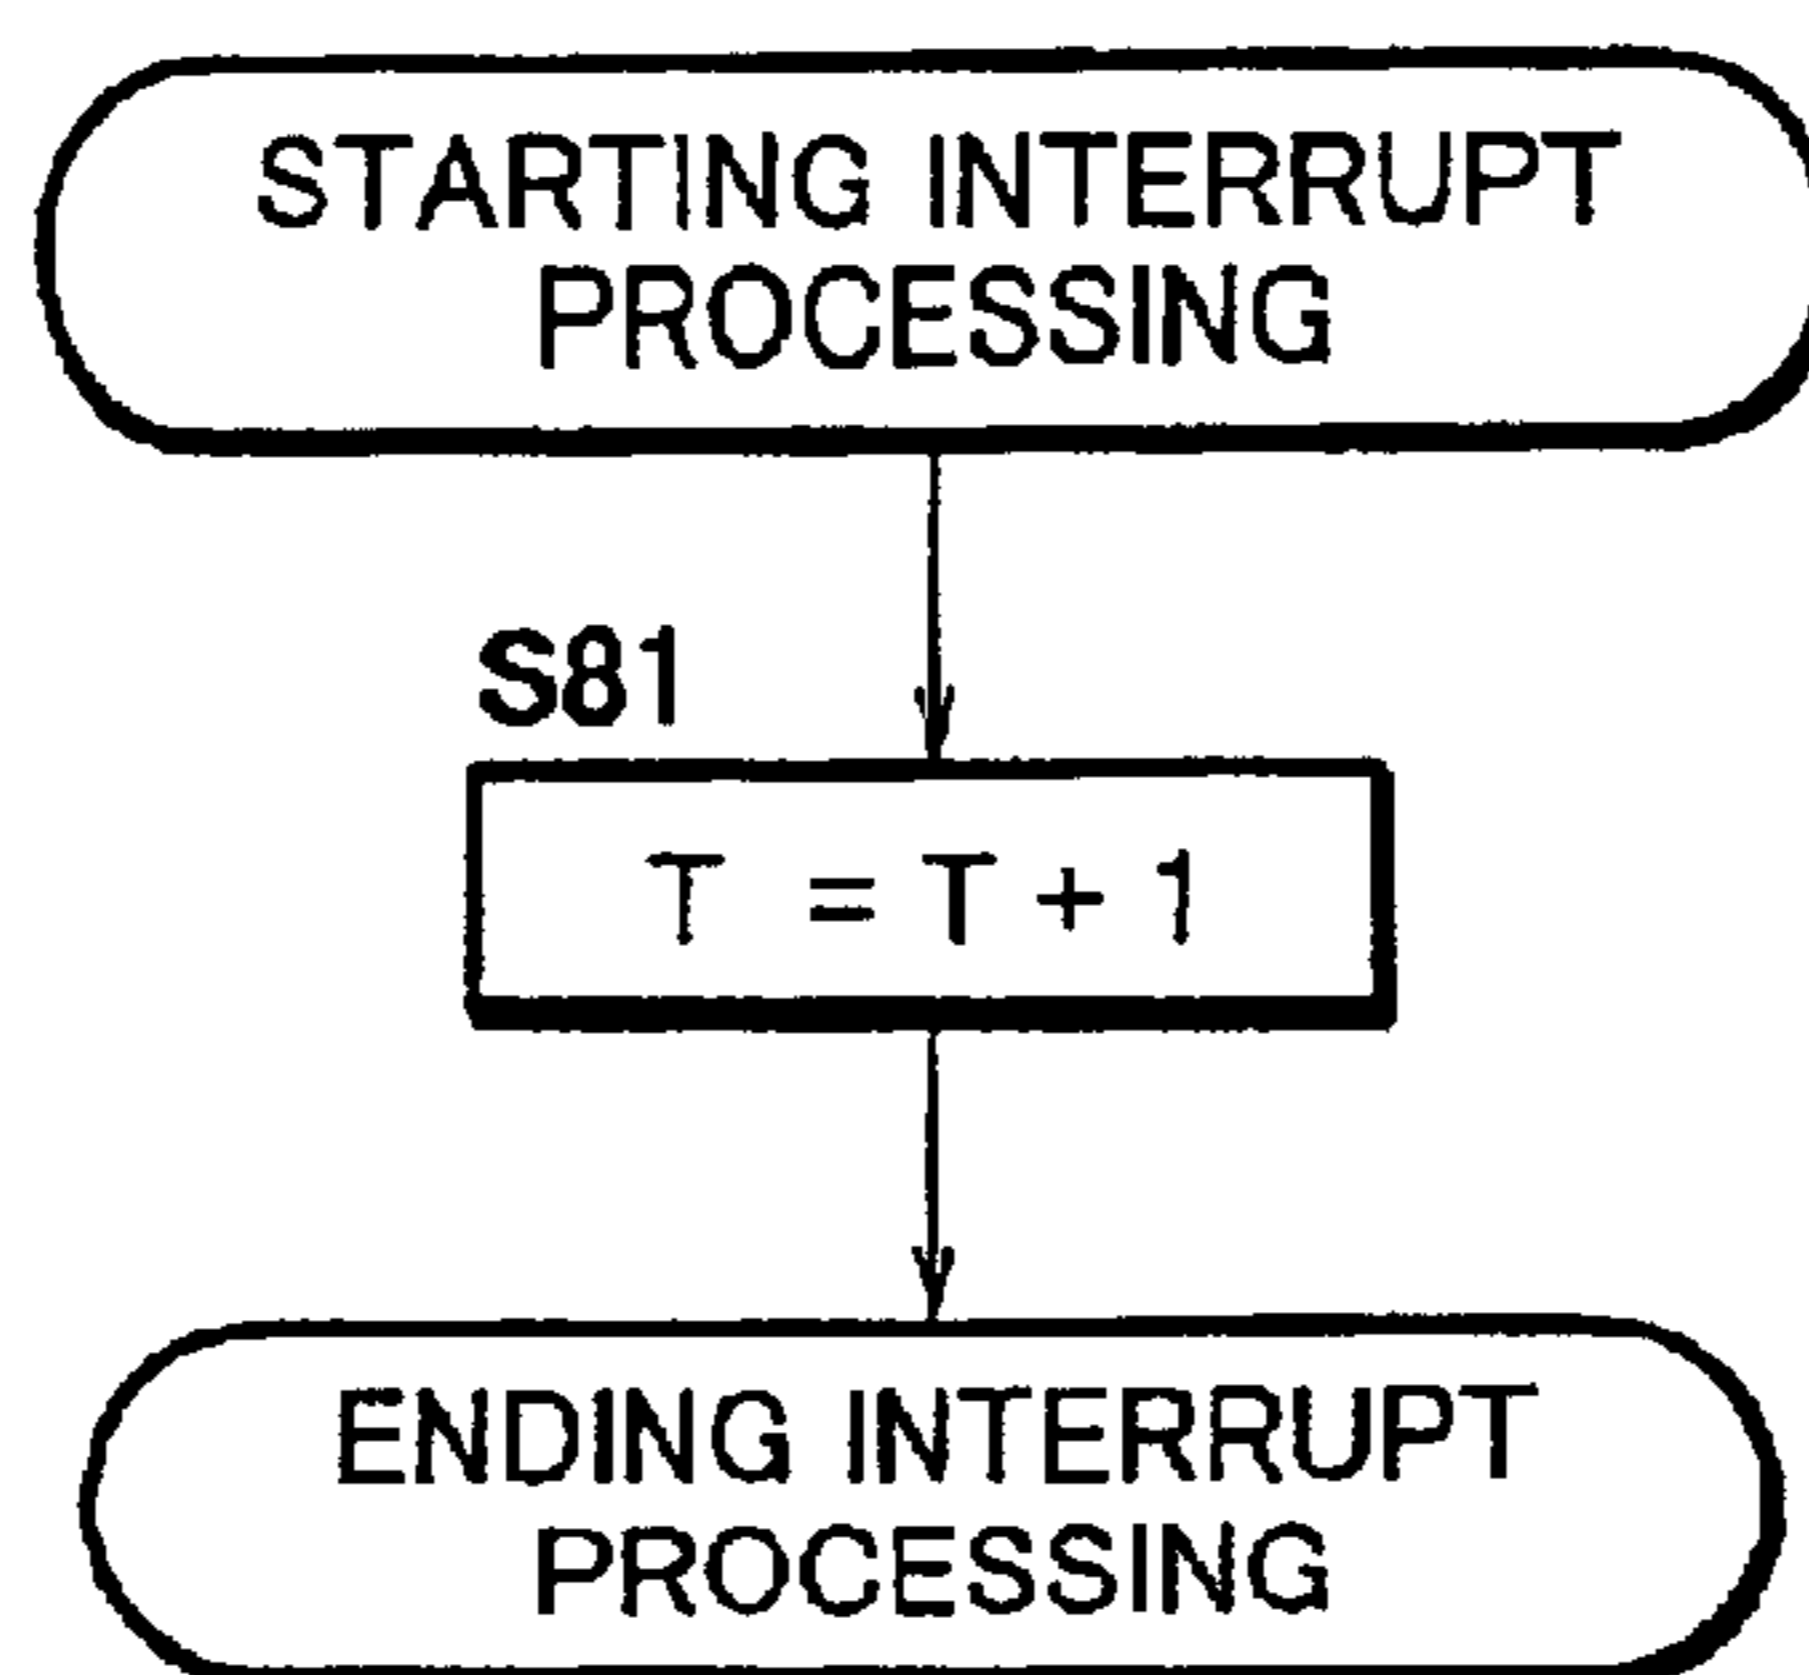 STARTING INTERRUPT
PROCESSING
S81
T = T + 1
ENDING INTERRUPT
PROCESSING